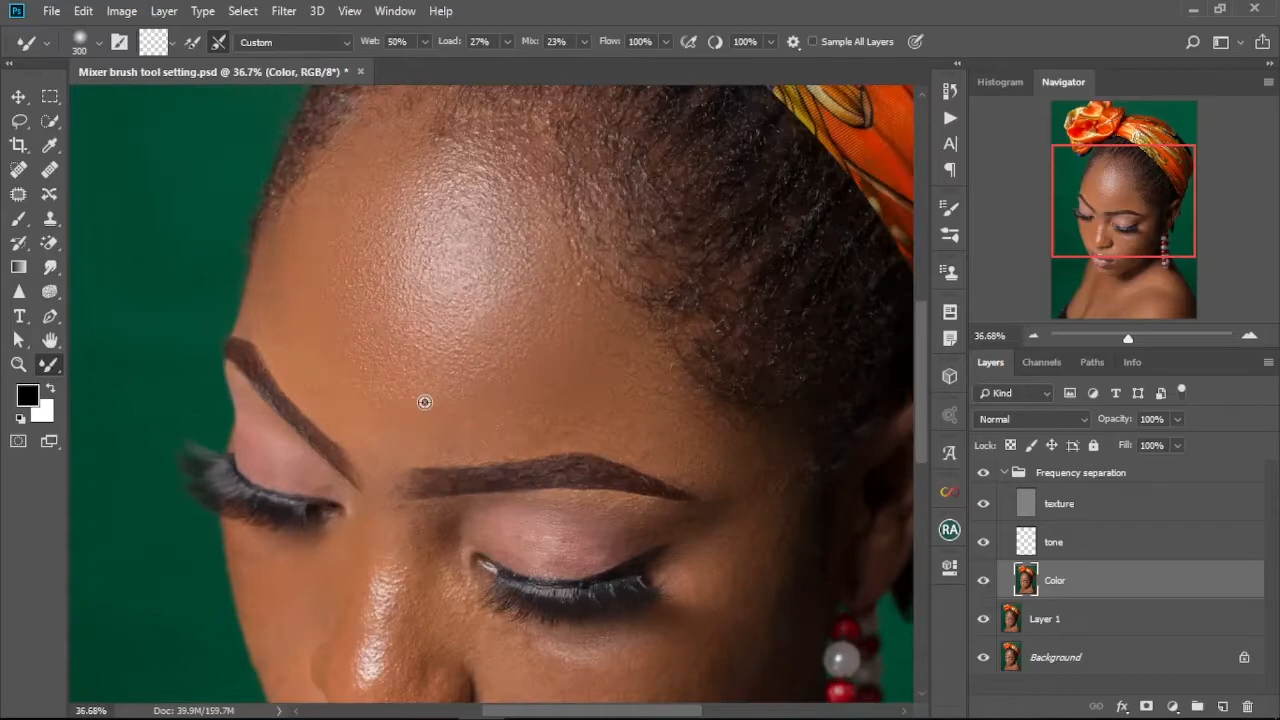 Ps File Edit Image Layer Type Select Filter 3D View Window Help
300 Custom Wet: 50% Load: 27% Mix: 23% Flow: 100% 100% Sample All Layers
Mixer brush tool setting.psd @ 36.7% (Color, RGB/8*) *
Histogram Navigator
36.68%
Layers Channels Paths Info
Kind
Normal Opacity: 100%
Lock: Fill: 100%
Frequency separation
texture
tone
Color
Layer 1
Background
RA
36.68% Doc: 39.9M/159.7M